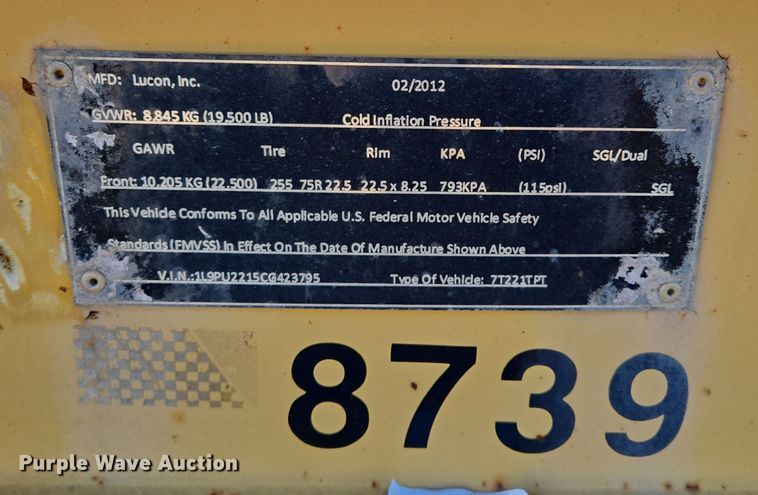 MFD: Lucon, Inc. 02/2012
GVWR: 8,845 KG (19,500 LB) Cold Inflation Pressure
GAWR Tire Rim KPA (PSI) SGL/Dual
Front: 10,205 KG (22,500) 255 75R 22.5 22.5 x 8.25 793KPA (115psi) SGL
This Vehicle Conforms To All Applicable U.S. Federal Motor Vehicle Safety
Standards (FMVSS) In Effect On The Date Of Manufacture Shown Above
V.I.N.:1L9PU2215CG423795 Type Of Vehicle: 7T221TPT
8739
Purple Wave Auction